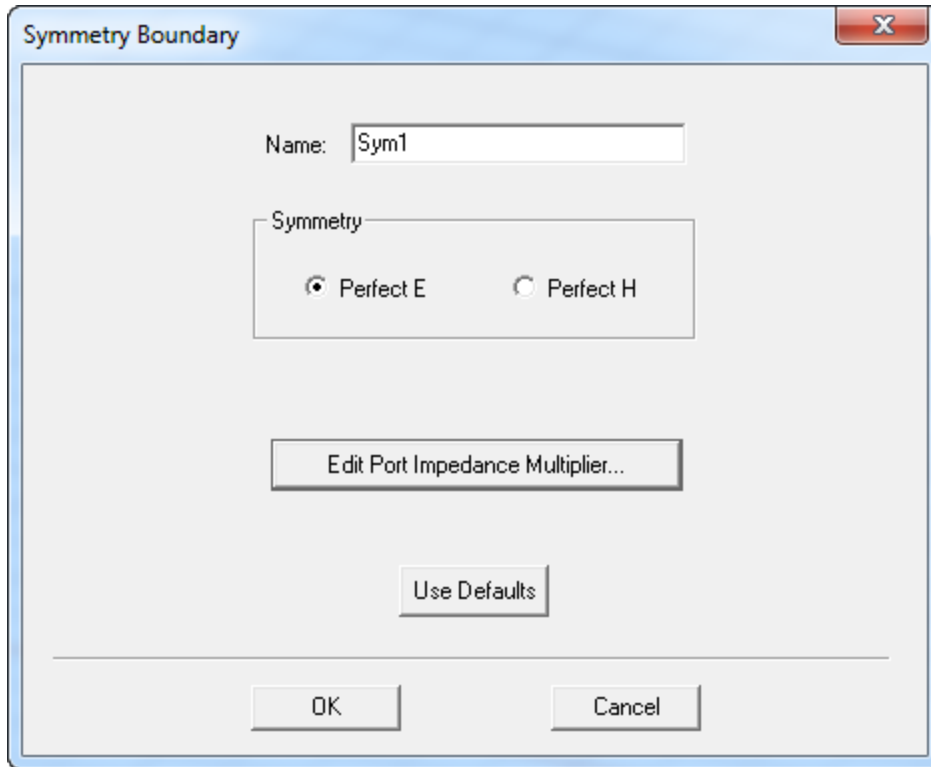 Symmetry Boundary
Name: Sym1
Symmetry
Perfect E Perfect H
Edit Port Impedance Multiplier...
Use Defaults
OK Cancel